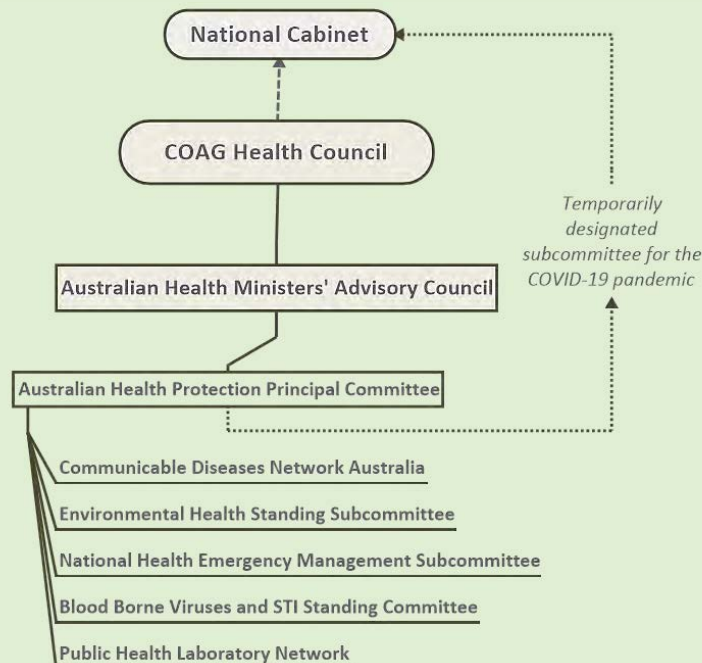 National Cabinet
COAG Health Council
Temporarily
designated
subcommittee for the
COVID-19 pandemic
Australian Health Ministers' Advisory Council
Australian Health Protection Principal Committee
Communicable Diseases Network Australia
Environmental Health Standing Subcommittee
National Health Emergency Management Subcommittee
Blood Borne Viruses and STI Standing Committee
Public Health Laboratory Network